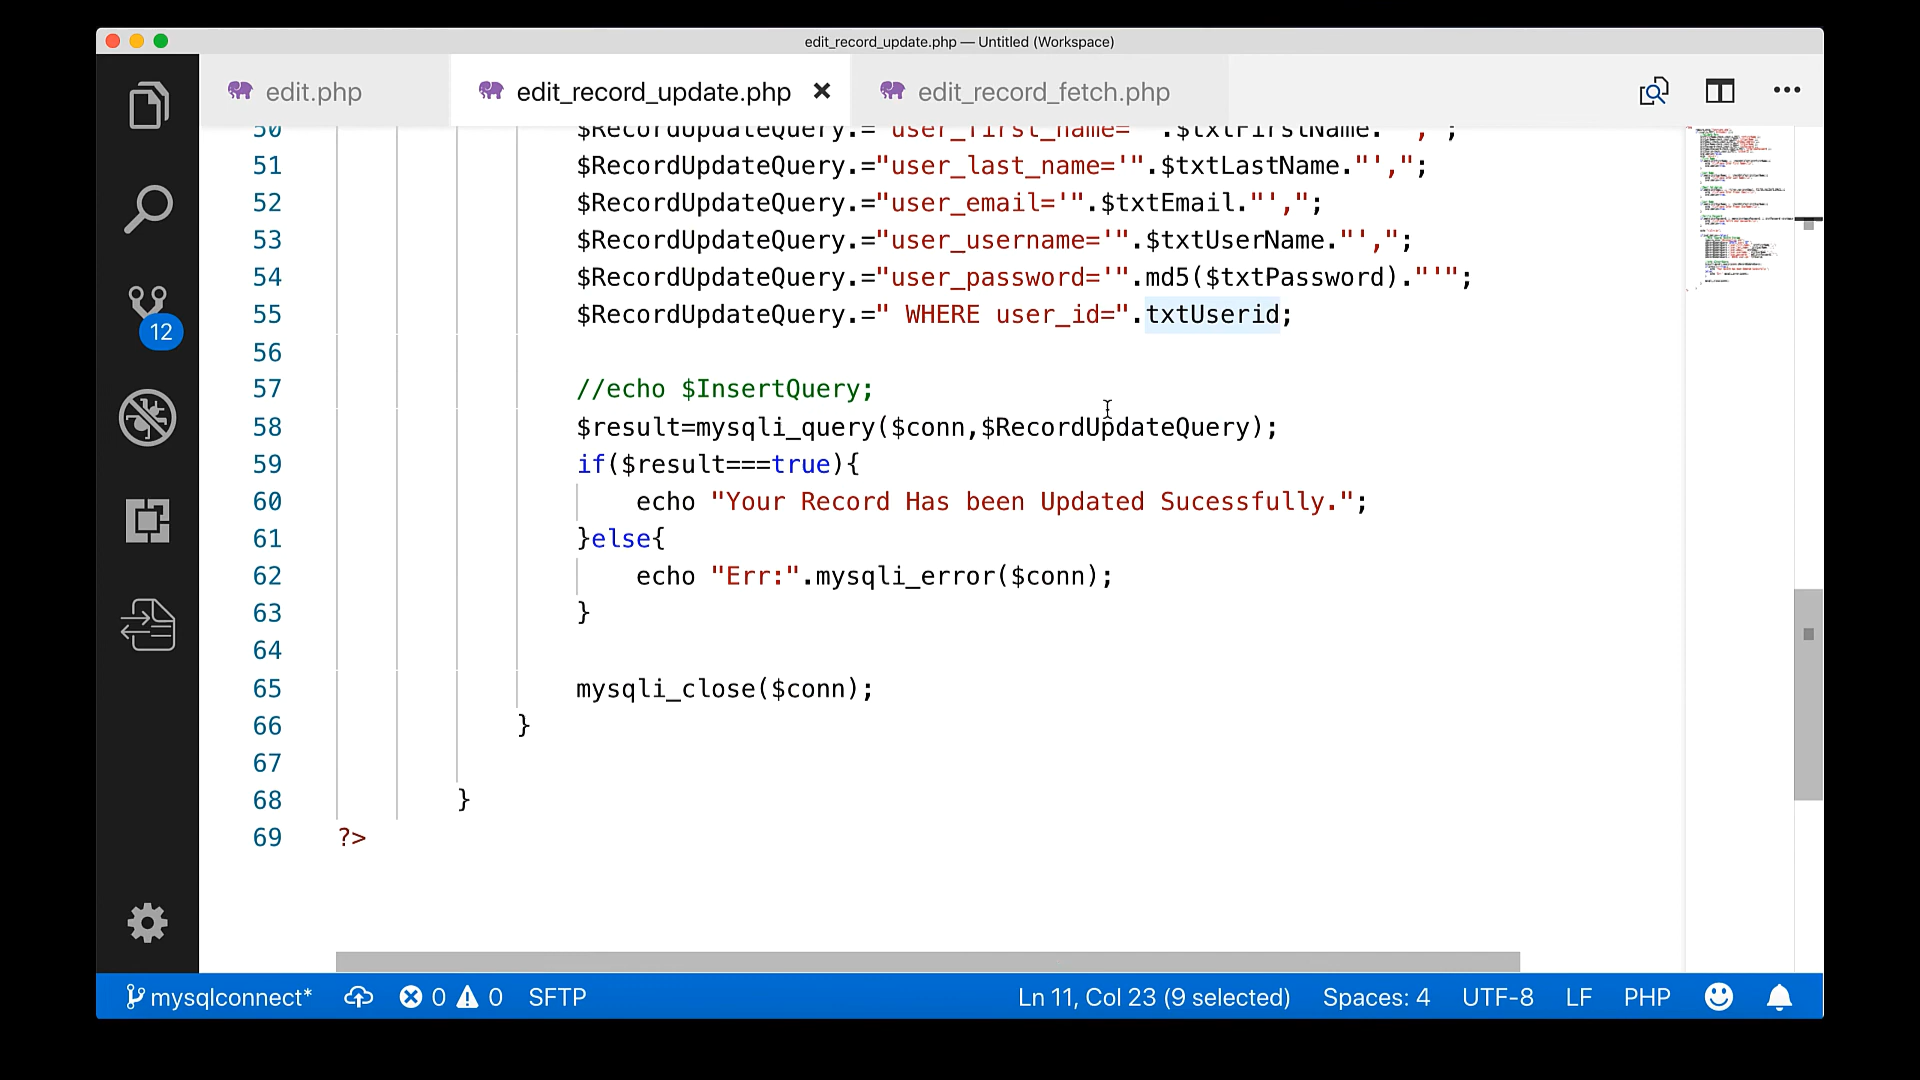 edit_record_update.php — Untitled (Workspace)
edit.php
edit_record_update.php
edit_record_fetch.php
50 $RecordUpdateQuery.="user_first_name='".$txtFirstName."',";
51 $RecordUpdateQuery.="user_last_name='".$txtLastName."',";
52 $RecordUpdateQuery.="user_email='".$txtEmail."',";
53 $RecordUpdateQuery.="user_username='".$txtUserName."',";
54 $RecordUpdateQuery.="user_password='".md5($txtPassword)."'";
55 $RecordUpdateQuery.=" WHERE user_id=".txtUserid;
56
57 //echo $InsertQuery;
58 $result=mysqli_query($conn,$RecordUpdateQuery);
59 if($result===true){
60 echo "Your Record Has been Updated Sucessfully.";
61 }else{
62 echo "Err:".mysqli_error($conn);
63 }
64
65 mysqli_close($conn);
66 }
67
68 }
69 ?>
12
mysqlconnect* 0 0 SFTP Ln 11, Col 23 (9 selected) Spaces: 4 UTF-8 LF PHP